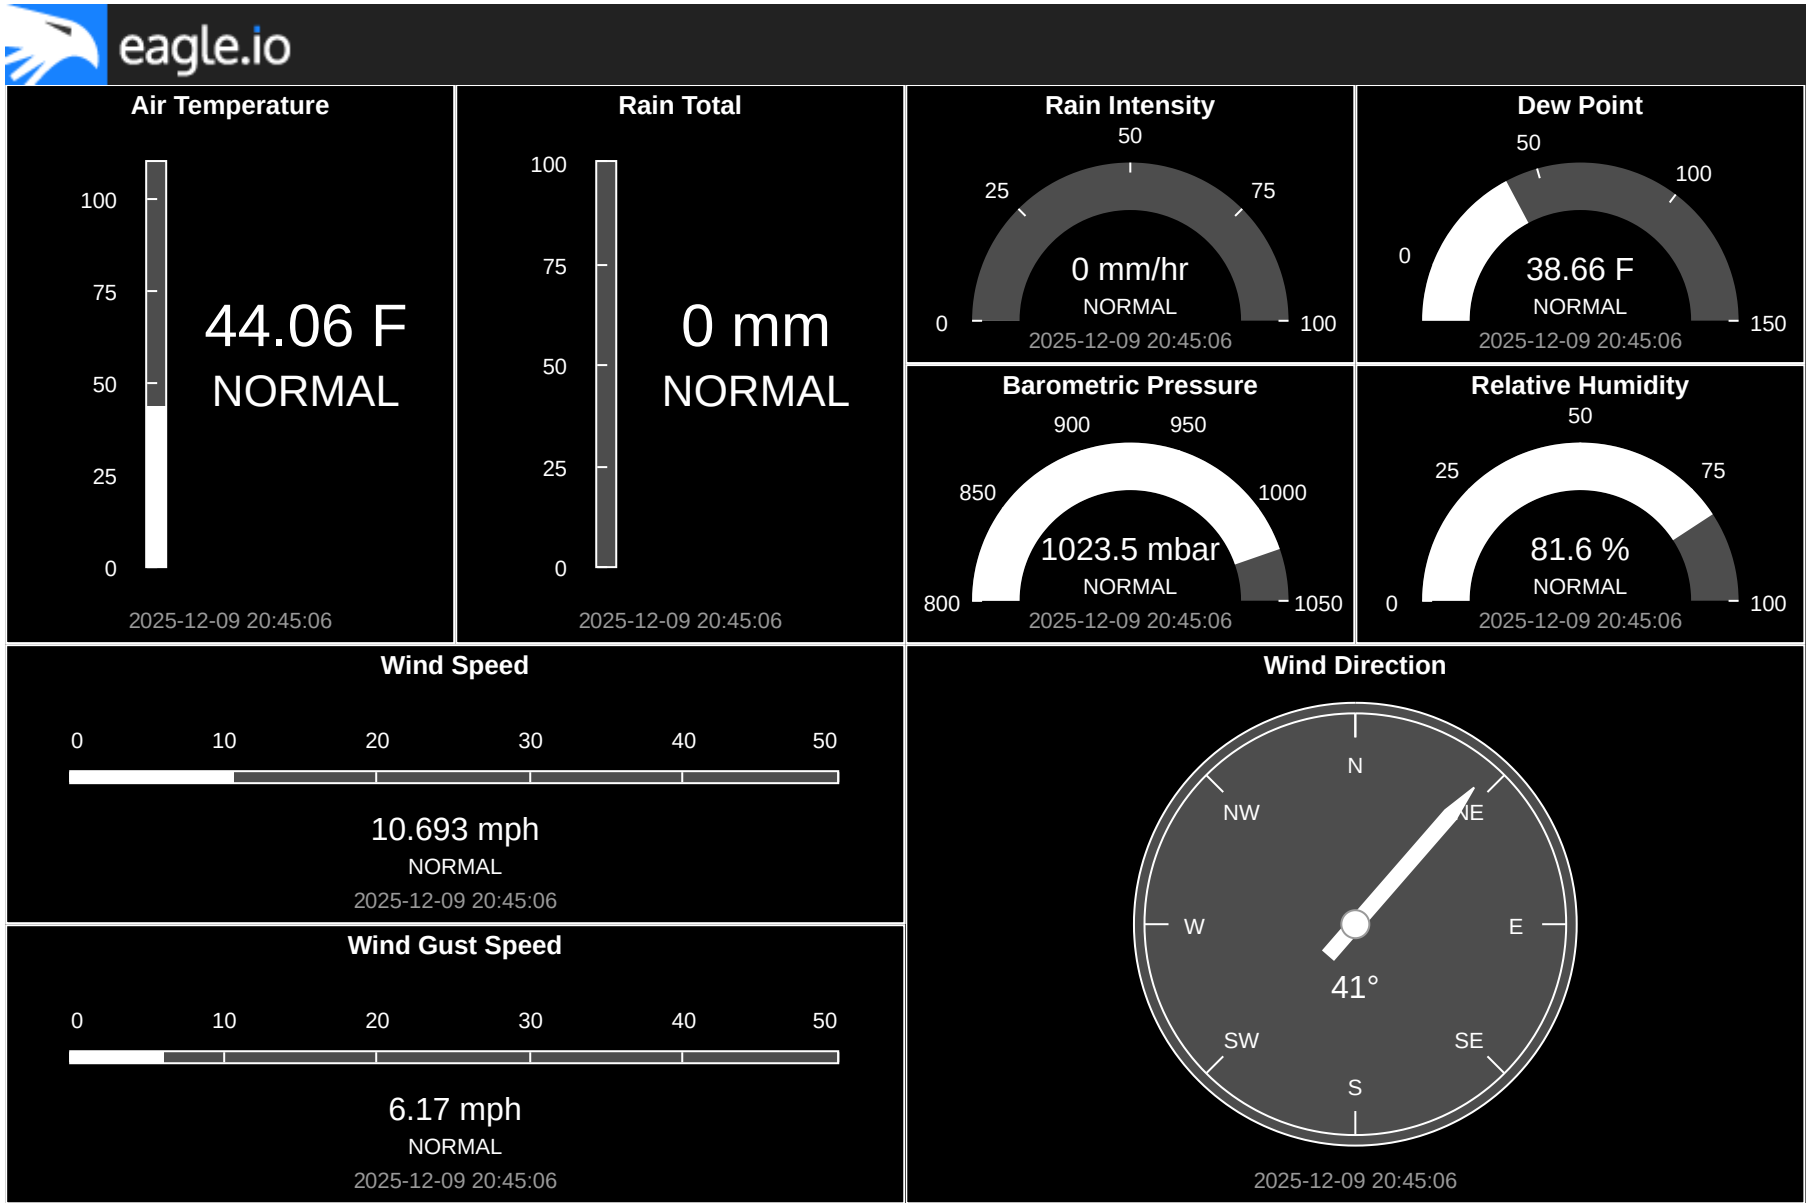 eagle.io
Air Temperature
100
75
50
25
0
44.06 F
NORMAL
2025-12-09 20:45:06
Rain Total
100
75
50
25
0
0 mm
NORMAL
2025-12-09 20:45:06
Rain Intensity
50
25
75
0
100
0 mm/hr
NORMAL
2025-12-09 20:45:06
Dew Point
50
100
0
150
38.66 F
NORMAL
2025-12-09 20:45:06
Barometric Pressure
900 950
850 1000
800 1050
1023.5 mbar
NORMAL
2025-12-09 20:45:06
Relative Humidity
50
25 75
0 100
81.6 %
NORMAL
2025-12-09 20:45:06
Wind Speed
0 10 20 30 40 50
10.693 mph
NORMAL
2025-12-09 20:45:06
Wind Gust Speed
0 10 20 30 40 50
6.17 mph
NORMAL
2025-12-09 20:45:06
Wind Direction
N
NW NE
W E
41°
SW SE
S
2025-12-09 20:45:06